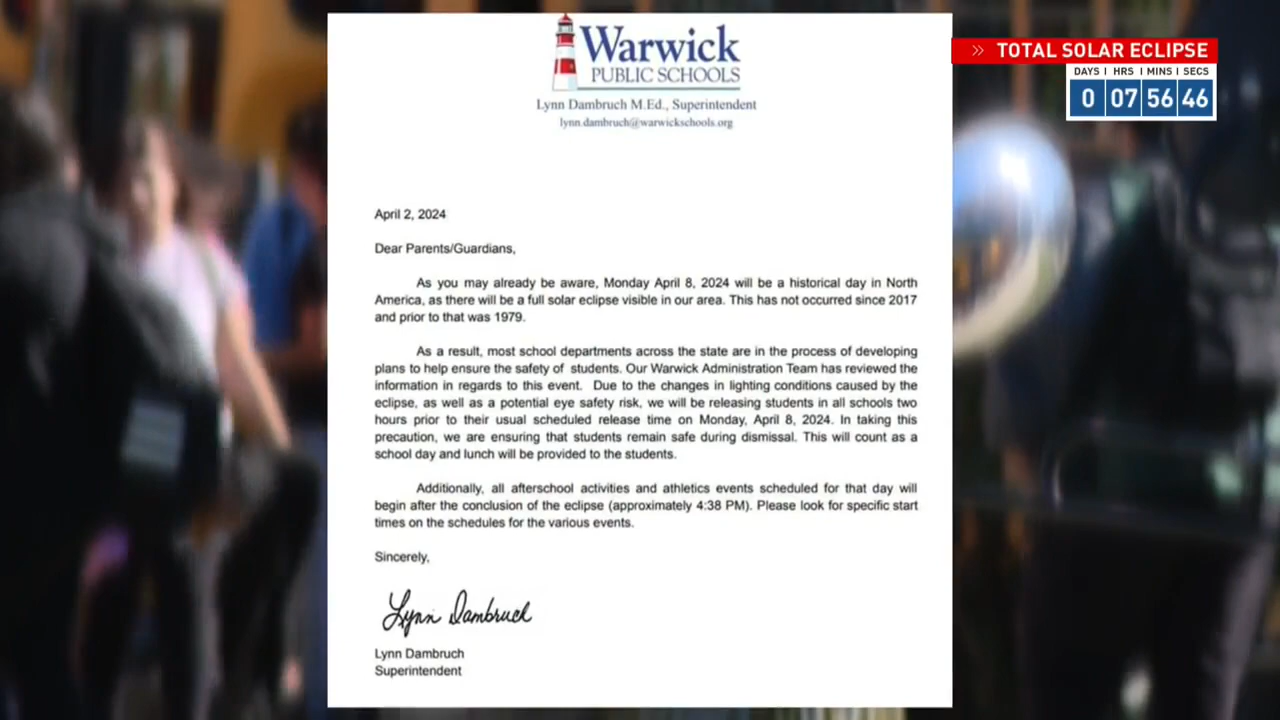 Warwick
PUBLIC SCHOOLS
Lynn Dambruch M.Ed., Superintendent
lynn.dambruch@warwickschools.org
» TOTAL SOLAR ECLIPSE
DAYS | HRS | MINS | SECS
0 07 56 46
April 2, 2024
Dear Parents/Guardians,
As you may already be aware, Monday April 8, 2024 will be a historical day in North
America, as there will be a full solar eclipse visible in our area. This has not occurred since 2017
and prior to that was 1979.
As a result, most school departments across the state are in the process of developing
plans to help ensure the safety of students. Our Warwick Administration Team has reviewed the
information in regards to this event. Due to the changes in lighting conditions caused by the
eclipse, as well as a potential eye safety risk, we will be releasing students in all schools two
hours prior to their usual scheduled release time on Monday, April 8, 2024. In taking this
precaution, we are ensuring that students remain safe during dismissal. This will count as a
school day and lunch will be provided to the students.
Additionally, all afterschool activities and athletics events scheduled for that day will
begin after the conclusion of the eclipse (approximately 4:38 PM). Please look for specific start
times on the schedules for the various events.
Sincerely,
Lynn Dambruch
Lynn Dambruch
Superintendent